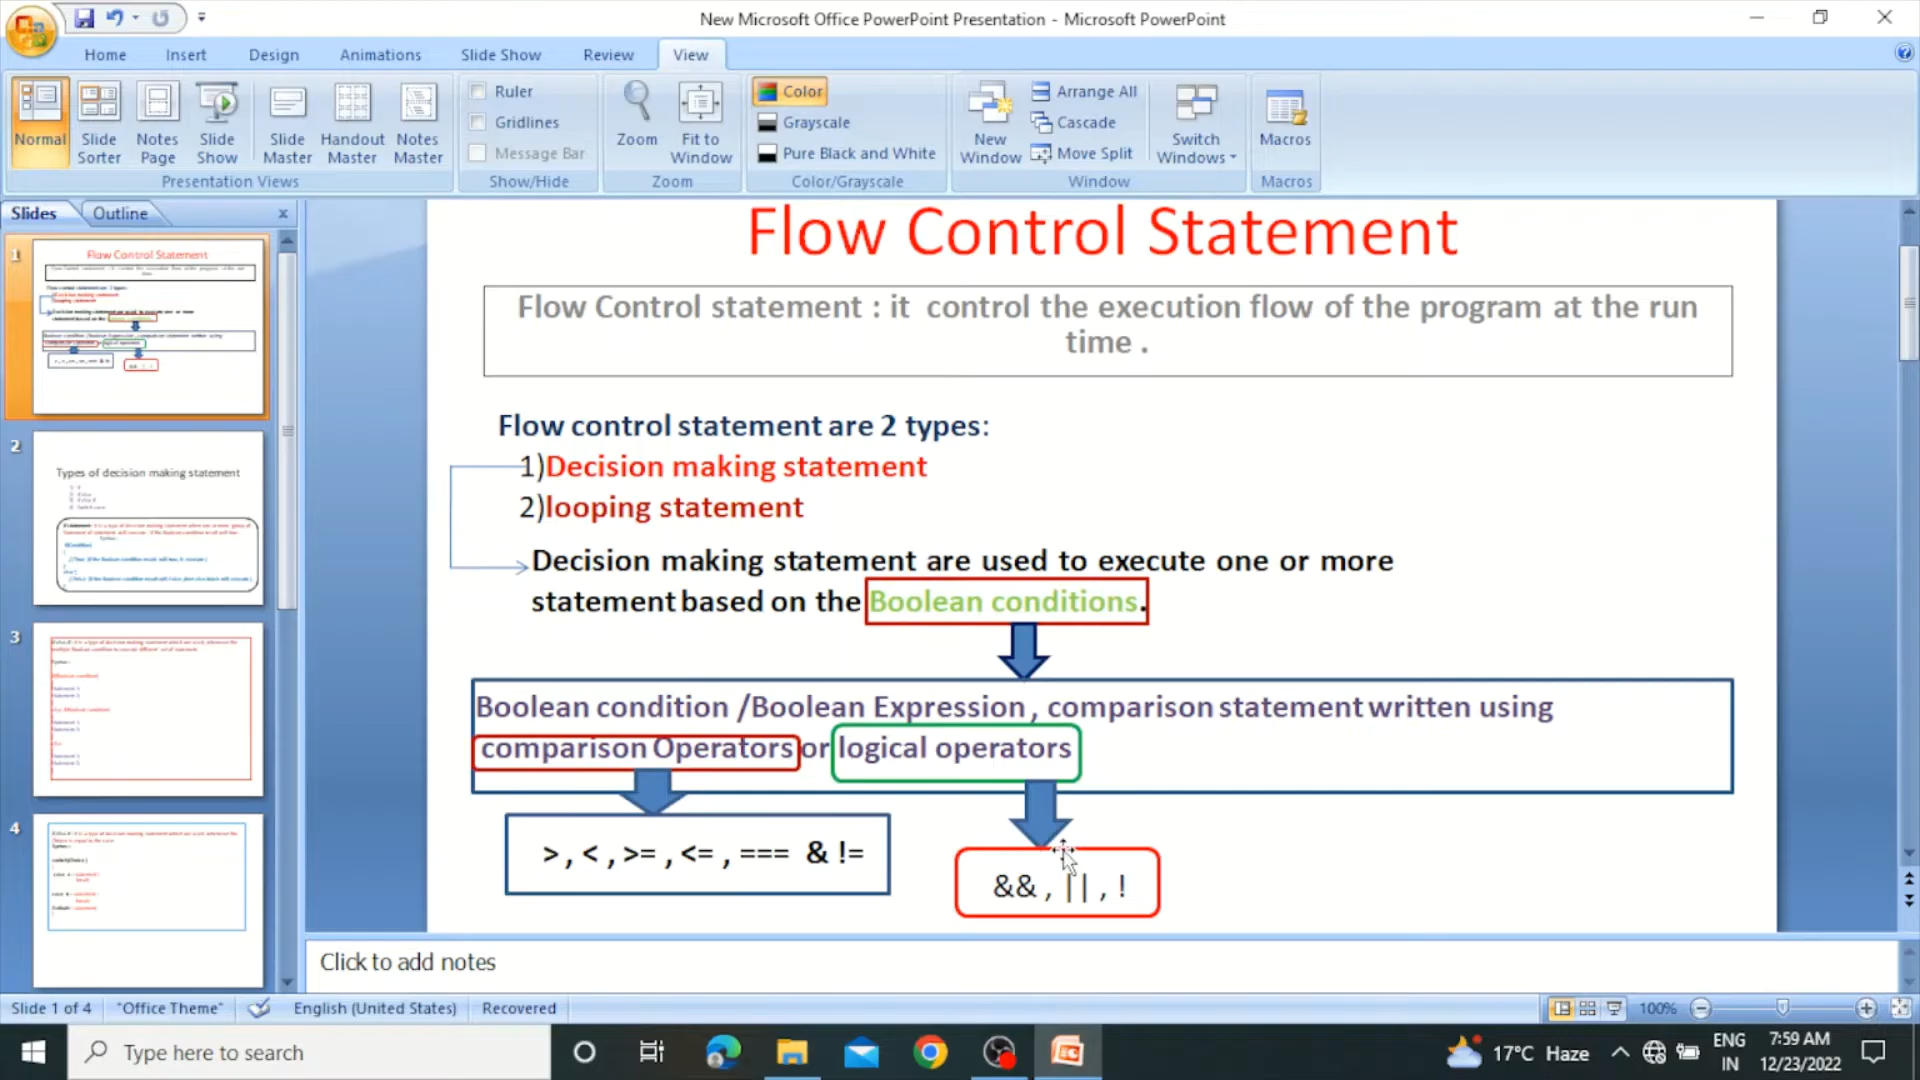 New Microsoft Office PowerPoint Presentation - Microsoft PowerPoint
Home Insert Design Animations Slide Show Review View
Normal Slide Sorter Notes Page Slide Show Slide Master Handout Master Notes Master
Presentation Views
Ruler
Gridlines
Message Bar
Show/Hide
Zoom Fit to Window
Zoom
Color
Grayscale
Pure Black and White
Color/Grayscale
New Window
Arrange All
Cascade
Move Split
Switch Windows
Window
Macros
Macros
Slides Outline
1
Flow Control Statement
2
Types of decision making statement
3
4
Flow Control Statement
Flow Control statement : it control the execution flow of the program at the run
time .
Flow control statement are 2 types:
1)Decision making statement
2)looping statement
Decision making statement are used to execute one or more
statement based on the Boolean conditions.
Boolean condition /Boolean Expression , comparison statement written using
comparison Operators or logical operators
> , < , >= , <= , === & !=
&& , || , !
Click to add notes
Slide 1 of 4 "Office Theme" English (United States) Recovered 100%
Type here to search
17°C Haze
ENG
IN
7:59 AM
12/23/2022